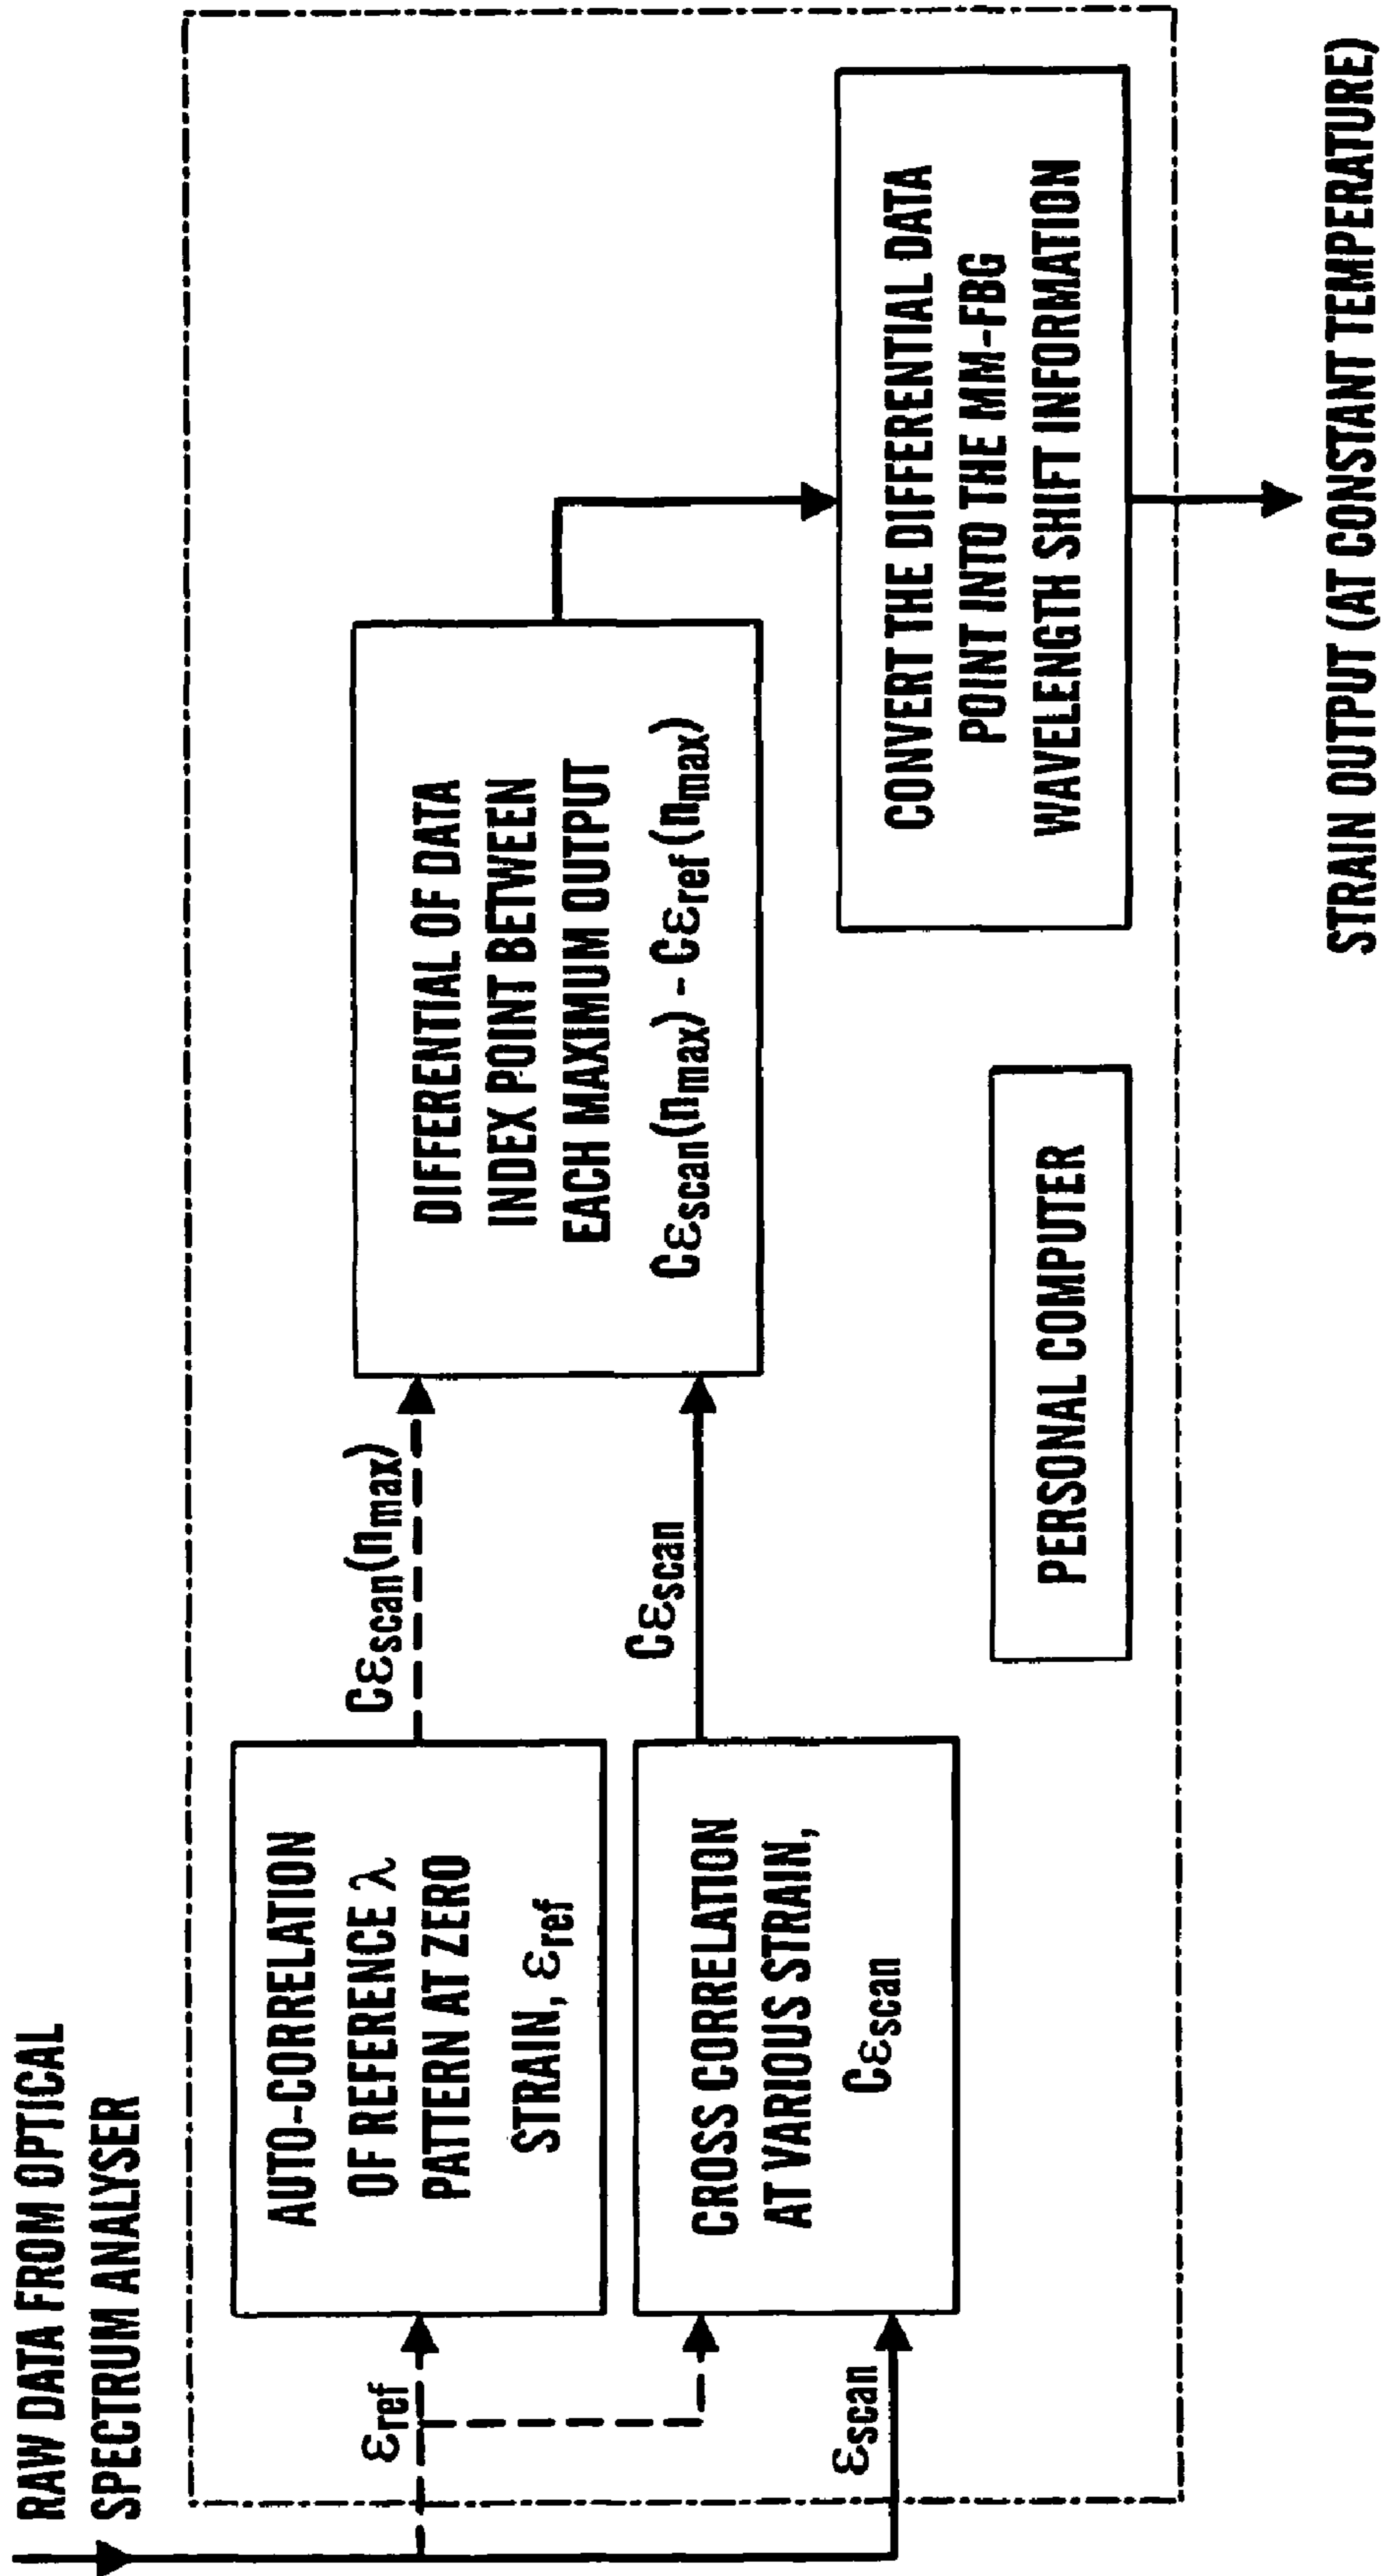 RAW DATA FROM OPTICAL
SPECTRUM ANALYSER
εref
εscan
AUTO-CORRELATION
OF REFERENCE λ
PATTERN AT ZERO
STRAIN, εref
CROSS CORRELATION
AT VARIOUS STRAIN,
Cεscan
Cεscan(nmax)
Cεscan
DIFFERENTIAL OF DATA
INDEX POINT BETWEEN
EACH MAXIMUM OUTPUT
Cεscan(nmax) - Cεref(nmax)
CONVERT THE DIFFERENTIAL DATA
POINT INTO THE MM-FBG
WAVELENGTH SHIFT INFORMATION
PERSONAL COMPUTER
STRAIN OUTPUT (AT CONSTANT TEMPERATURE)